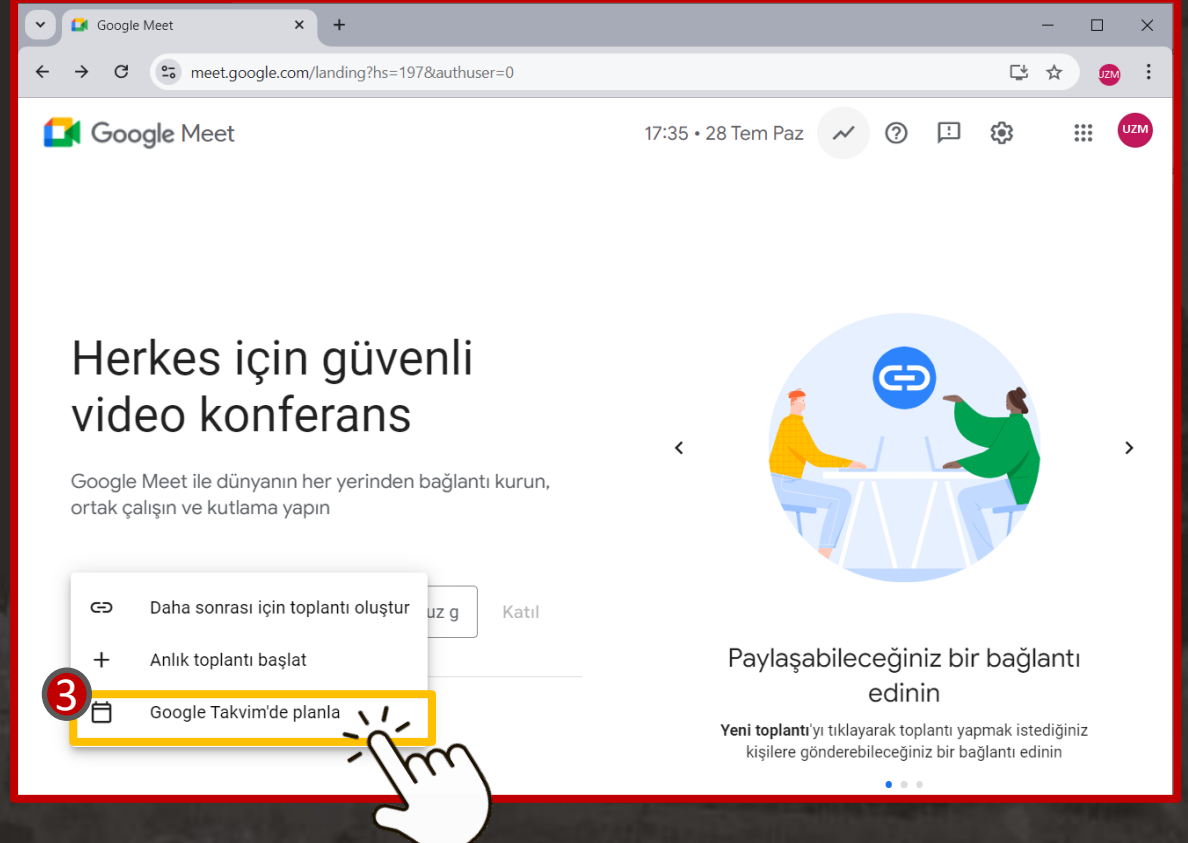 Google Meet
meet.google.com/landing?hs=197&authuser=0
UZM
Google Meet
17:35 • 28 Tem Paz
UZM
Herkes için güvenli
video konferans
Google Meet ile dünyanın her yerinden bağlantı kurun,
ortak çalışın ve kutlama yapın
Daha sonrası için toplantı oluştur
uz g
Katıl
Anlık toplantı başlat
3
Google Takvim'de planla
Paylaşabileceğiniz bir bağlantı
edinin
Yeni toplantı'yı tıklayarak toplantı yapmak istediğiniz
kişilere gönderebileceğiniz bir bağlantı edinin